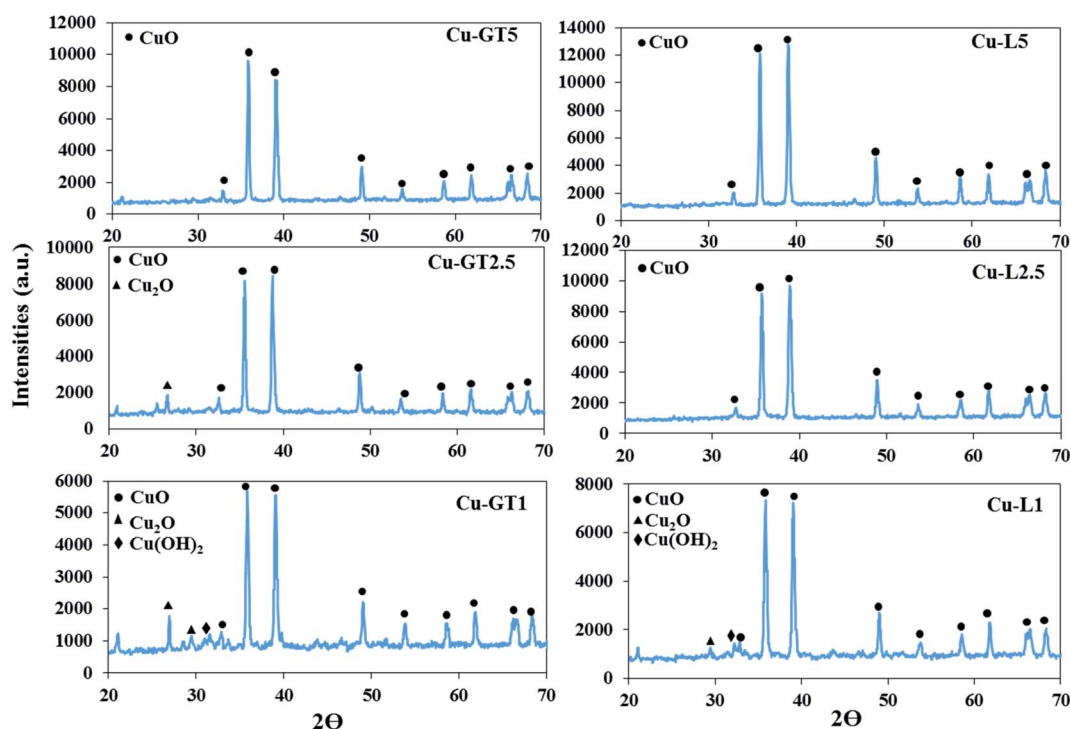 Intensities (a.u.)
Cu-GT5
● CuO
12000
10000
8000
6000
4000
2000
0
20 30 40 50 60 70
Cu-L5
● CuO
14000
12000
10000
8000
6000
4000
2000
0
20 30 40 50 60 70
Cu-GT2.5
● CuO
▲ Cu₂O
10000
8000
6000
4000
2000
0
20 30 40 50 60 70
Cu-L2.5
● CuO
12000
10000
8000
6000
4000
2000
0
20 30 40 50 60 70
Cu-GT1
● CuO
▲ Cu₂O
♦ Cu(OH)₂
6000
5000
4000
3000
2000
1000
0
20 30 40 50 60 70
2ϴ
Cu-L1
● CuO
▲ Cu₂O
♦ Cu(OH)₂
8000
6000
4000
2000
0
20 30 40 50 60 70
2ϴ